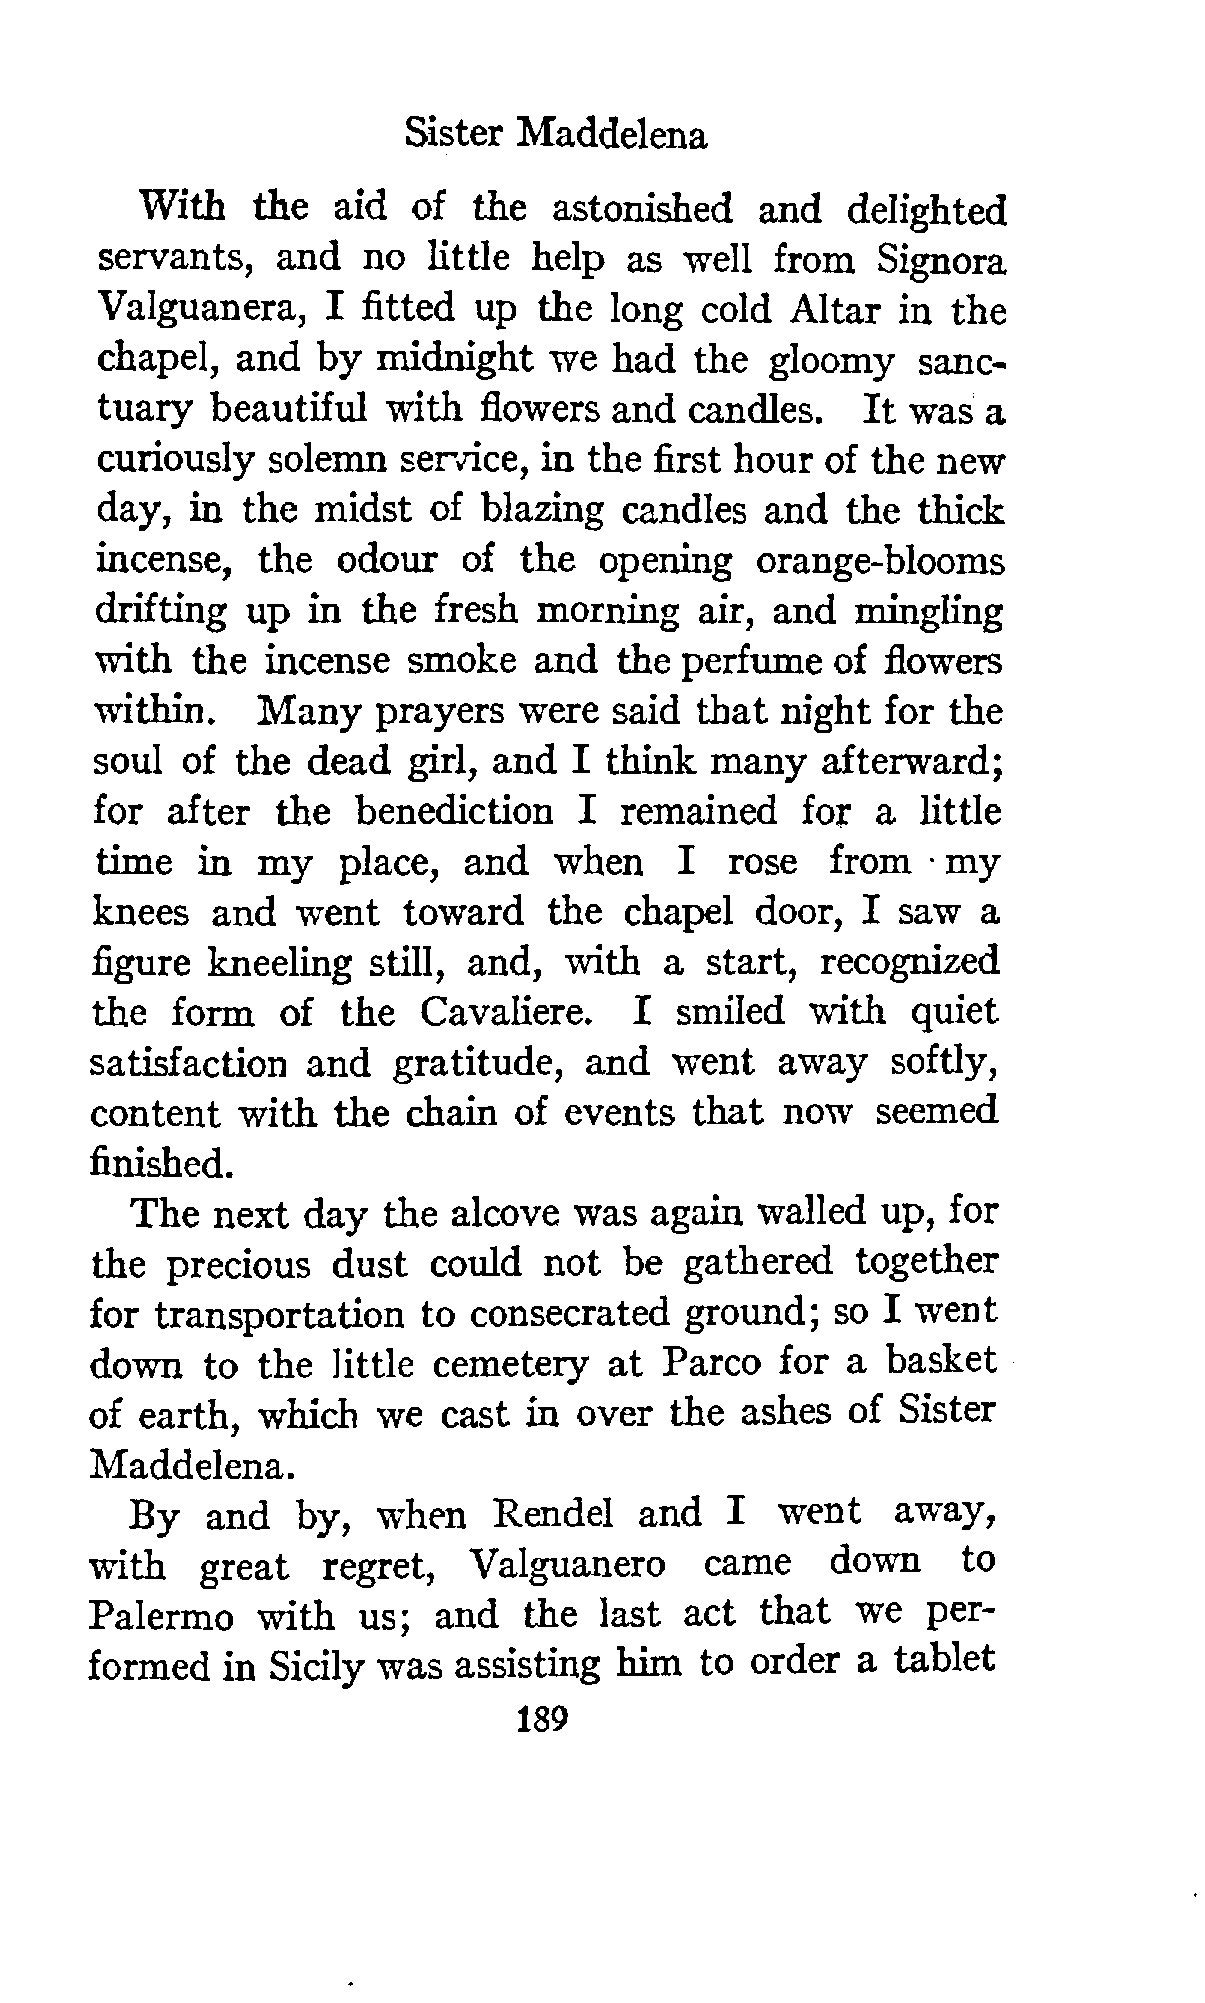 Sister Maddelena
With the aid of the astonished and delighted
servants, and no little help as well from Signora
Valguanera, I fitted up the long cold Altar in the
chapel, and by midnight we had the gloomy sanc-
tuary beautiful with flowers and candles. It was a
curiously solemn service, in the first hour of the new
day, in the midst of blazing candles and the thick
incense, the odour of the opening orange-blooms
drifting up in the fresh morning air, and mingling
with the incense smoke and the perfume of flowers
within. Many prayers were said that night for the
soul of the dead girl, and I think many afterward;
for after the benediction I remained for a little
time in my place, and when I rose from my
knees and went toward the chapel door, I saw a
figure kneeling still, and, with a start, recognized
the form of the Cavaliere. I smiled with quiet
satisfaction and gratitude, and went away softly,
content with the chain of events that now seemed
finished.
The next day the alcove was again walled up, for
the precious dust could not be gathered together
for transportation to consecrated ground; so I went
down to the little cemetery at Parco for a basket
of earth, which we cast in over the ashes of Sister
Maddelena.
By and by, when Rendel and I went away,
with great regret, Valguanero came down to
Palermo with us; and the last act that we per-
formed in Sicily was assisting him to order a tablet
189